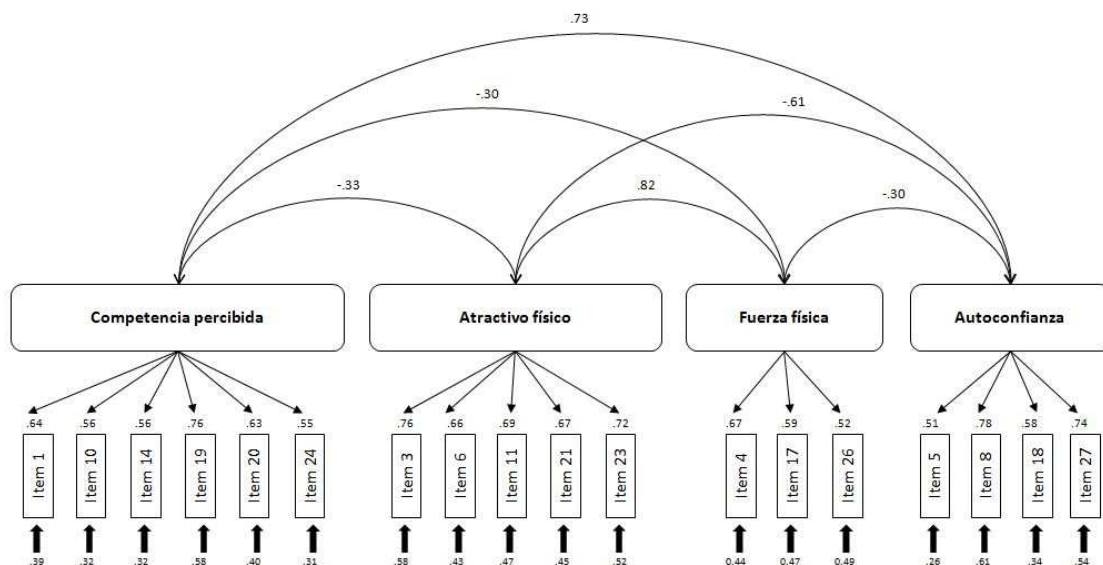 .73
-.30
-.61
-.33
.82
-.30
Competencia percibida
Atractivo físico
Fuerza física
Autoconfianza
.64 .56 .56 .76 .63 .55 .76 .66 .69 .67 .72 .67 .59 .52 .51 .78 .58 .74
Item 1
Item 10
Item 14
Item 19
Item 20
Item 24
Item 3
Item 6
Item 11
Item 21
Item 23
Item 4
Item 17
Item 26
Item 5
Item 8
Item 18
Item 27
.39 .32 .32 .58 .40 .31 .58 .43 .47 .45 .52 0.44 0.47 0.49 .26 .61 .34 .54